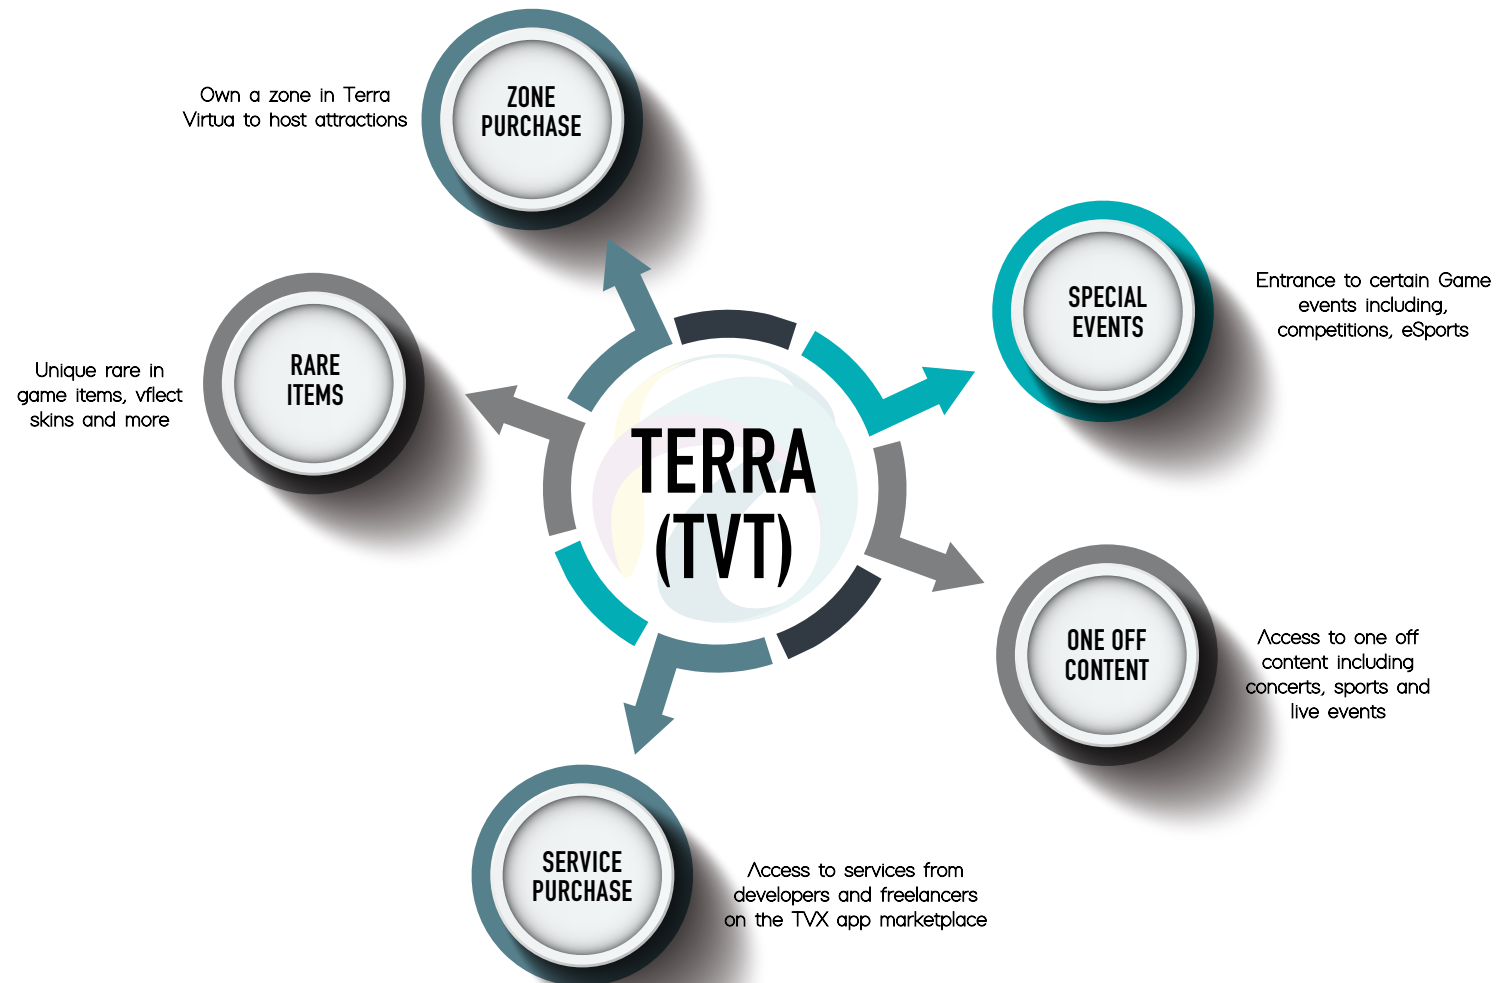 ZONE
PURCHASE
Own a zone in Terra
Virtua to host attractions
SPECIAL
EVENTS
Entrance to certain Game
events including,
competitions, eSports
RARE
ITEMS
Unique rare in
game items, vflect
skins and more
TERRA
(TVT)
ONE OFF
CONTENT
Access to one off
content including
concerts, sports and
live events
SERVICE
PURCHASE
Access to services from
developers and freelancers
on the TVX app marketplace